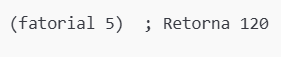 (fatorial 5)  ; Retorna 120